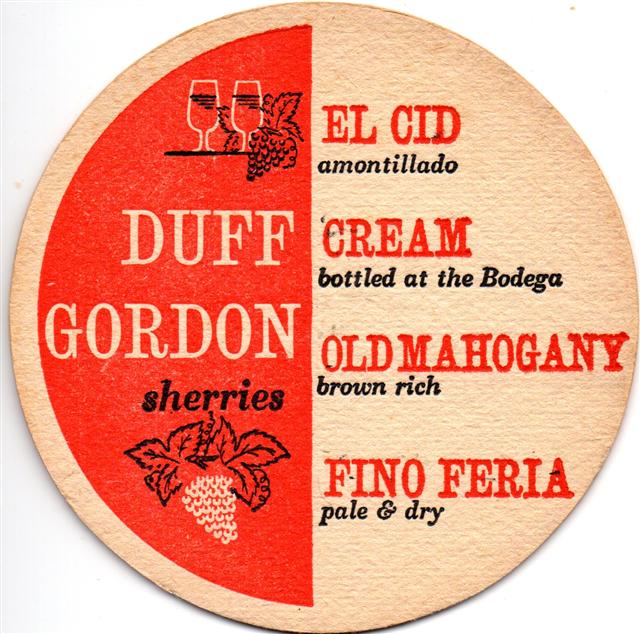 DUFF
GORDON
sherries
EL CID
amontillado
CREAM
bottled at the Bodega
OLD MAHOGANY
brown rich
FINO FERIA
pale & dry